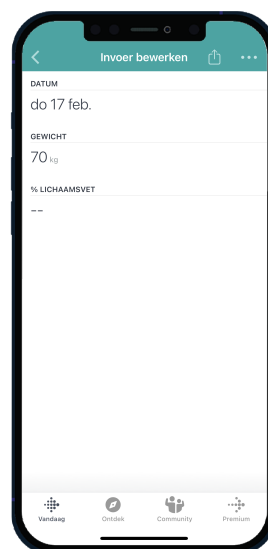 Invoer bewerken
DATUM
do 17 feb.
GEWICHT
70 kg
% LICHAAMSVET
--
Vandaag Ontdek Community Premium